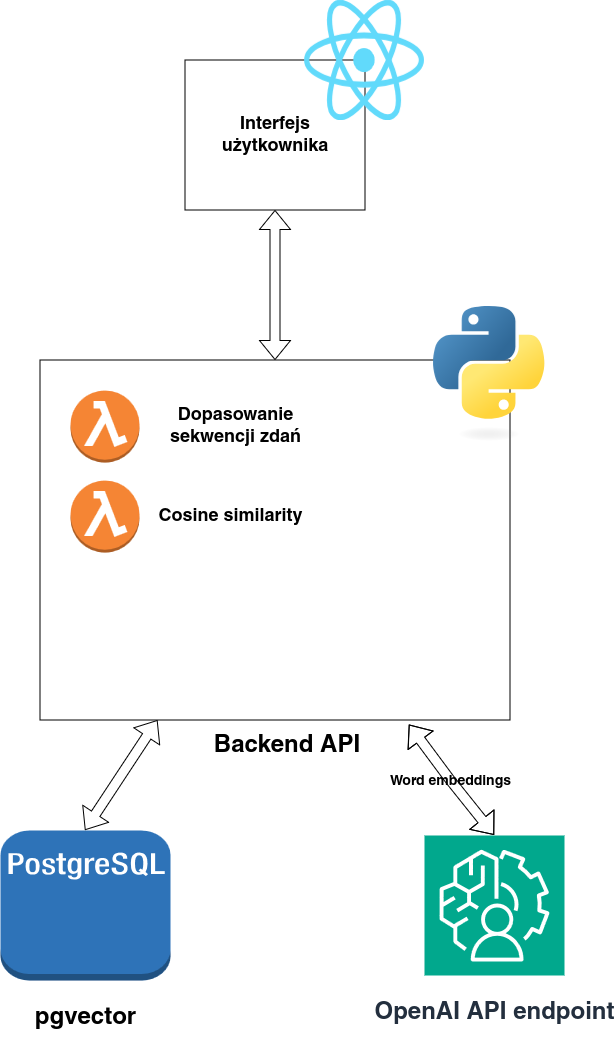 Interfejs
użytkownika
Dopasowanie
sekwencji zdań
Cosine similarity
Backend API
Word embeddings
PostgreSQL
pgvector
OpenAI API endpoint